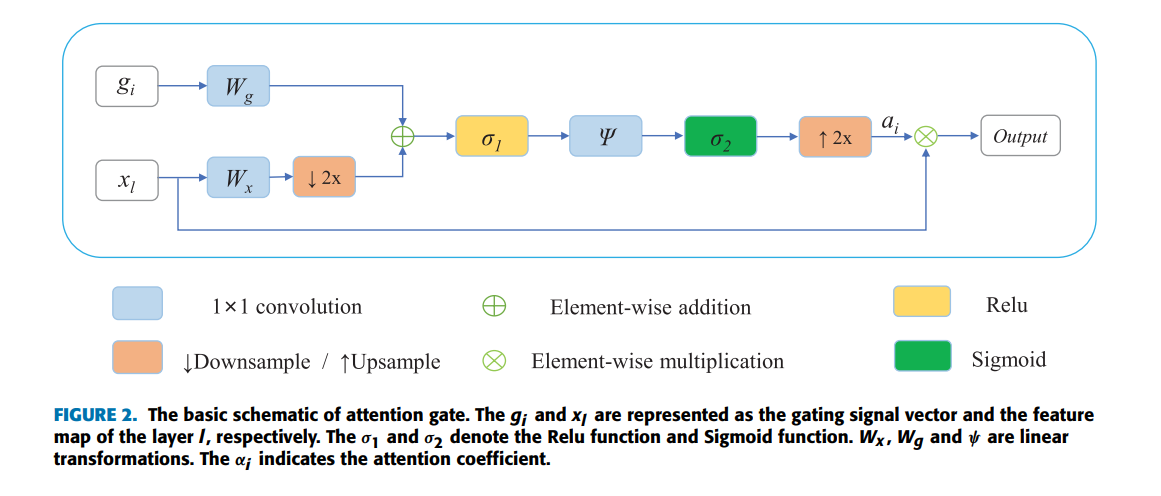 g_i W_g
σ_1 Ψ σ_2 ↑ 2x a_i Output
x_l W_x ↓ 2x
1×1 convolution Element-wise addition Relu
↓Downsample / ↑Upsample Element-wise multiplication Sigmoid
FIGURE 2. The basic schematic of attention gate. The g_i and x_l are represented as the gating signal vector and the feature
map of the layer l, respectively. The σ_1 and σ_2 denote the Relu function and Sigmoid function. W_x, W_g and ψ are linear
transformations. The α_i indicates the attention coefficient.